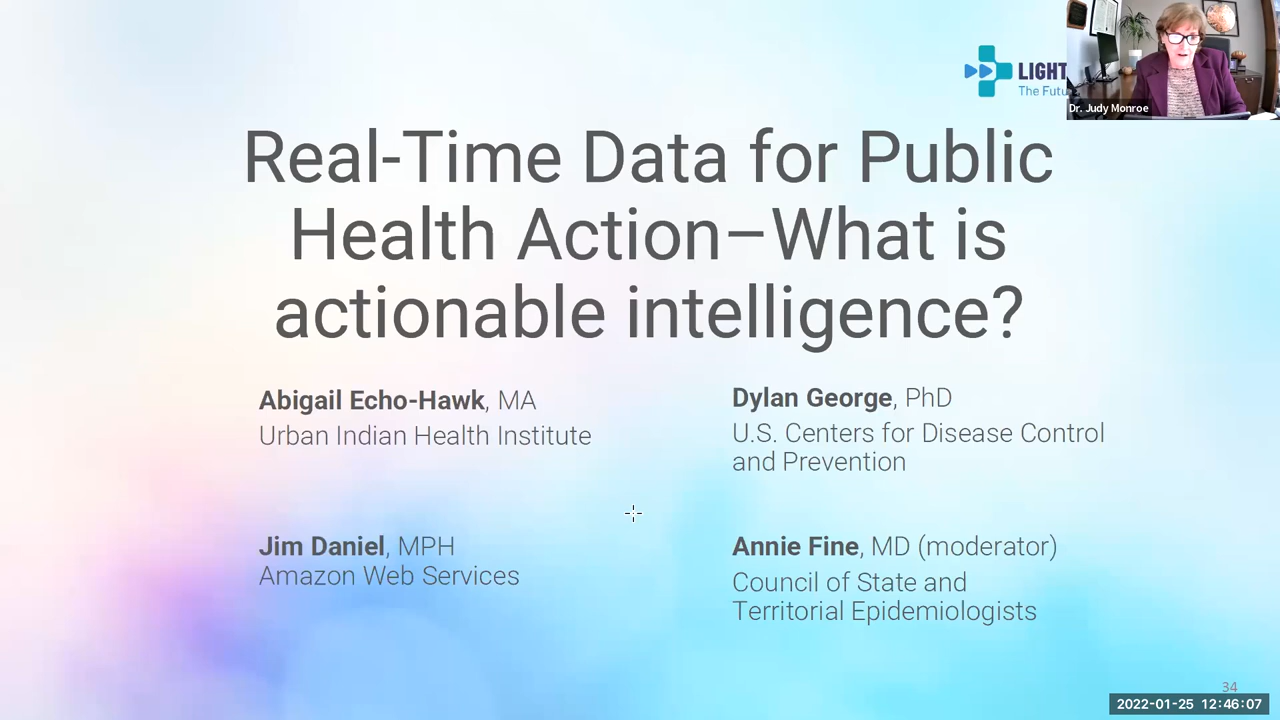 LIGHT
The Futu
Dr. Judy Monroe
Real-Time Data for Public
Health Action–What is
actionable intelligence?
Abigail Echo-Hawk, MA
Urban Indian Health Institute
Dylan George, PhD
U.S. Centers for Disease Control
and Prevention
Jim Daniel, MPH
Amazon Web Services
Annie Fine, MD (moderator)
Council of State and
Territorial Epidemiologists
34
2022-01-25 12:46:07